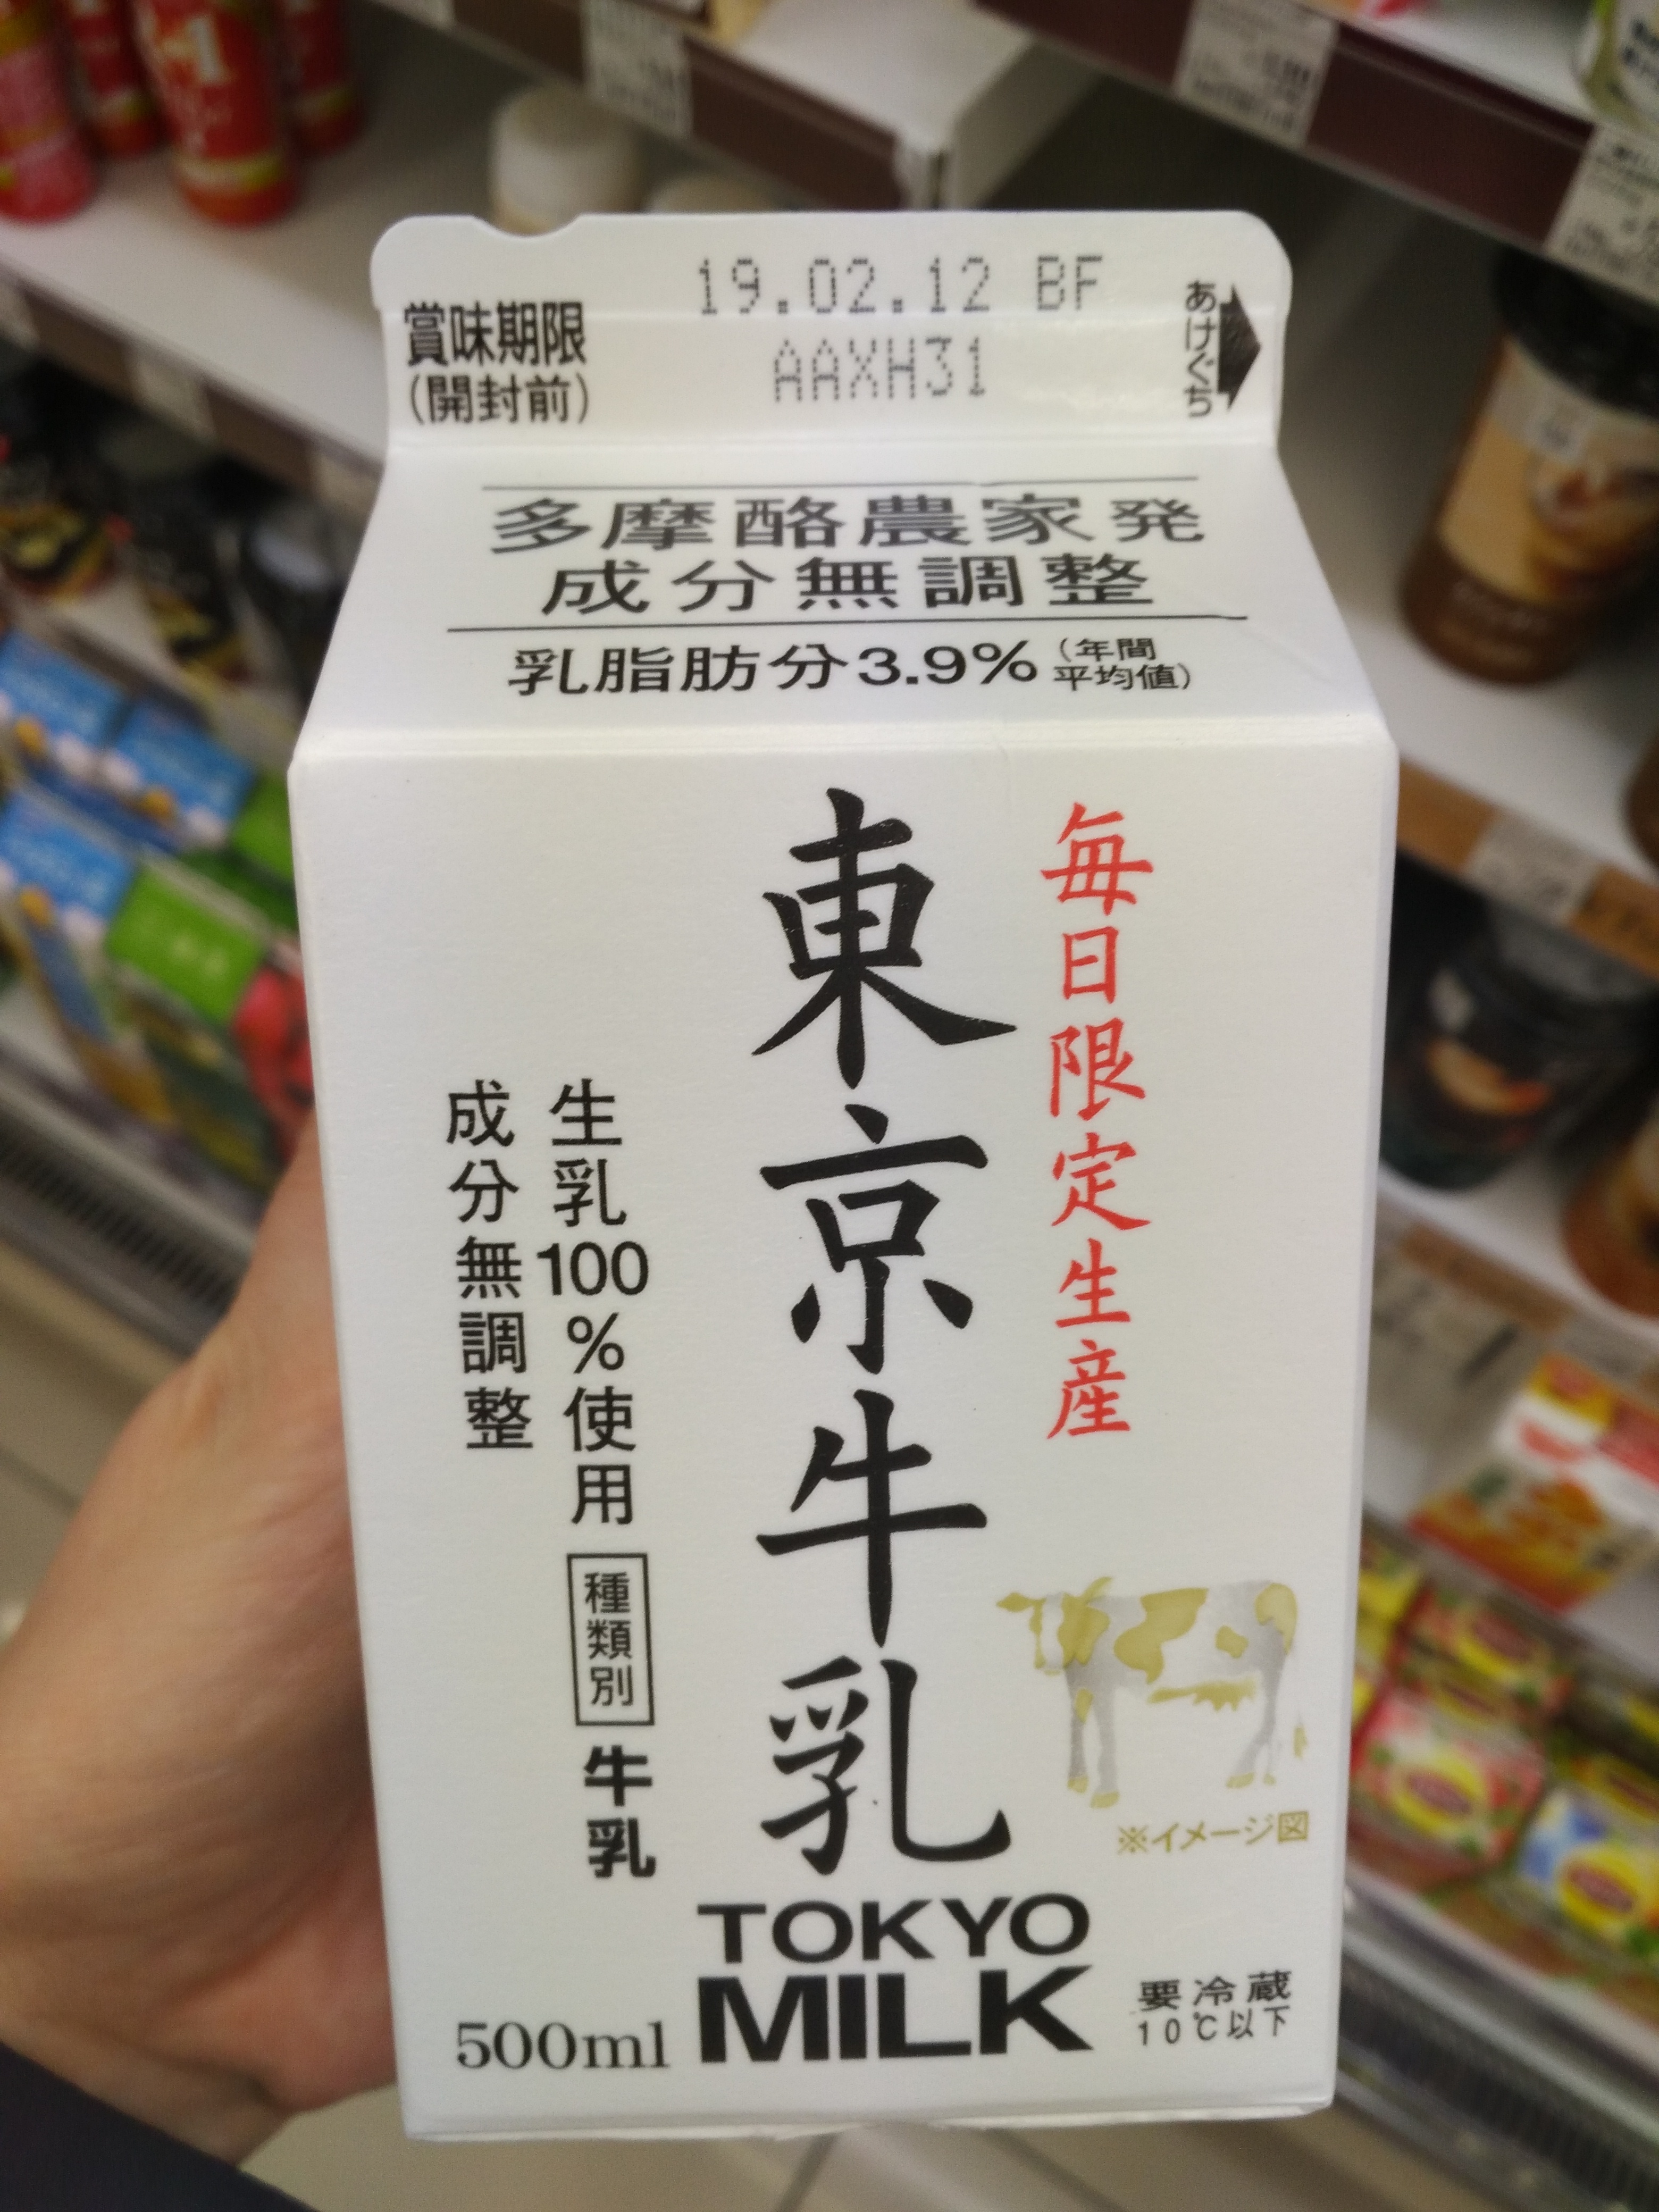 19.02.12 BF
AAXH31
賞味期限
(開封前)
あけぐち
多摩酪農家発
成分無調整
乳脂肪分3.9%(年間
平均値)
毎日限定生産
東京牛乳
生乳100%使用 種類別 牛乳
成分無調整
※イメージ図
TOKYO
MILK
500ml
要冷蔵
10℃以下